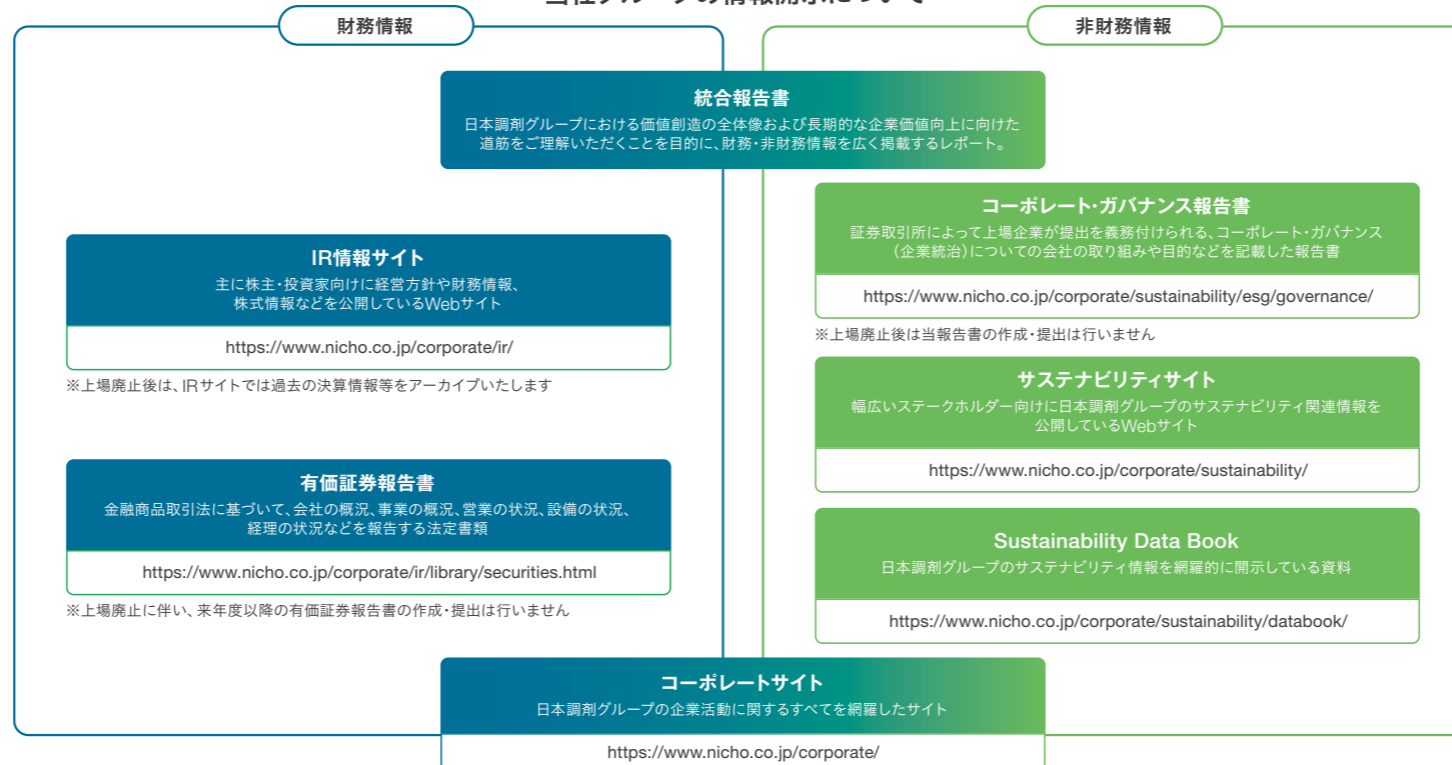 当社グループの情報開示について
財務情報
非財務情報
統合報告書
日本調剤グループにおける価値創造の全体像および長期的な企業価値向上に向けた
道筋をご理解いただくことを目的に、財務・非財務情報を広く掲載するレポート。
IR情報サイト
主に株主・投資家向けに経営方針や財務情報、
株式情報などを公開しているWebサイト
https://www.nicho.co.jp/corporate/ir/
※上場廃止後は、IRサイトでは過去の決算情報等をアーカイブいたします
有価証券報告書
金融商品取引法に基づいて、会社の概況、事業の概況、営業の状況、設備の状況、
経理の状況などを報告する法定書類
https://www.nicho.co.jp/corporate/ir/library/securities.html
※上場廃止に伴い、来年度以降の有価証券報告書の作成・提出は行いません
コーポレート・ガバナンス報告書
証券取引所によって上場企業が提出を義務付けられる、コーポレート・ガバナンス
（企業統治）についての会社の取り組みや目的などを記載した報告書
https://www.nicho.co.jp/corporate/sustainability/esg/governance/
※上場廃止後は当報告書の作成・提出は行いません
サステナビリティサイト
幅広いステークホルダー向けに日本調剤グループのサステナビリティ関連情報を
公開しているWebサイト
https://www.nicho.co.jp/corporate/sustainability/
Sustainability Data Book
日本調剤グループのサステナビリティ情報を網羅的に開示している資料
https://www.nicho.co.jp/corporate/sustainability/databook/
コーポレートサイト
日本調剤グループの企業活動に関するすべてを網羅したサイト
https://www.nicho.co.jp/corporate/